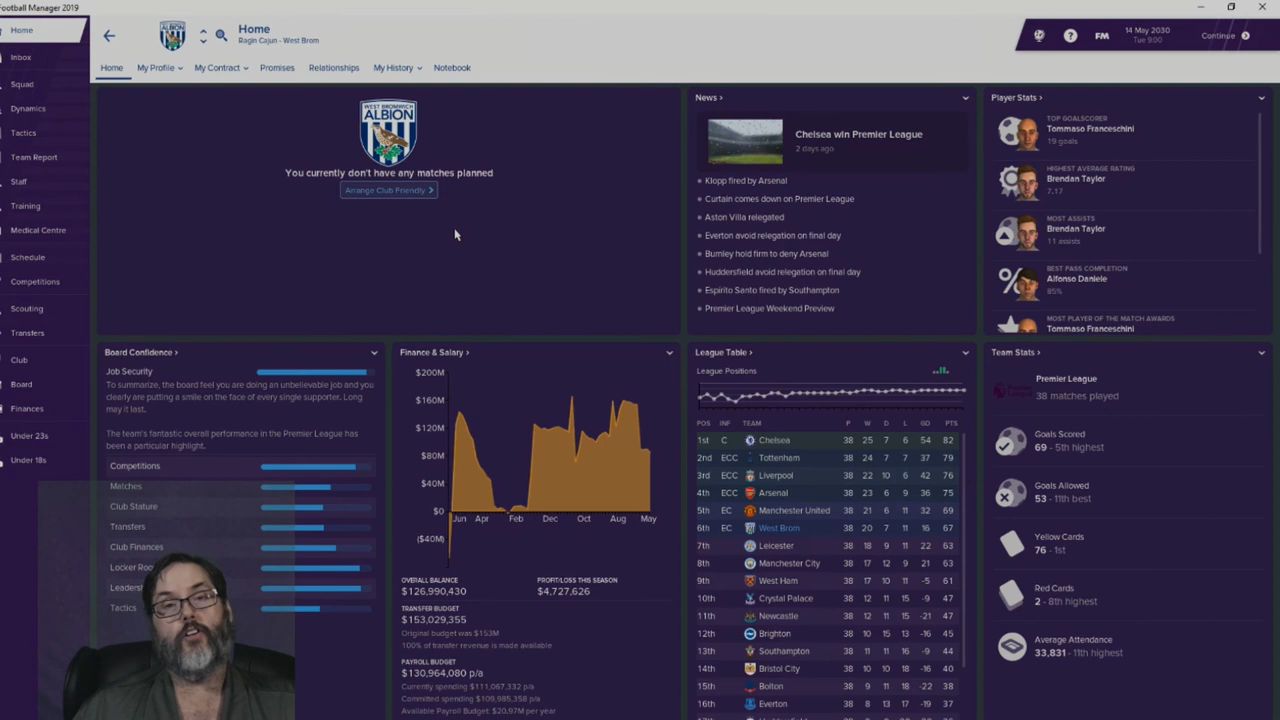 Football Manager 2019
Home
Inbox
Squad
Dynamics
Tactics
Team Report
Staff
Training
Medical Centre
Schedule
Competitions
Scouting
Transfers
Club
Board
Finances
Under 23s
Under 18s
Home
Ragin Cajun - West Brom
Home
My Profile
My Contract
Promises
Relationships
My History
Notebook
FM
14 May 2030
Tue 9:00
Continue
WEST BROMWICH
ALBION
You currently don't have any matches planned
Arrange Club Friendly >
News >
Chelsea win Premier League
2 days ago
Klopp fired by Arsenal
Curtain comes down on Premier League
Aston Villa relegated
Everton avoid relegation on final day
Burnley hold firm to deny Arsenal
Huddersfield avoid relegation on final day
Espirito Santo fired by Southampton
Premier League Weekend Preview
Player Stats >
TOP GOALSCORER
Tommaso Franceschini
19 goals
HIGHEST AVERAGE RATING
Brendan Taylor
7.17
MOST ASSISTS
Brendan Taylor
11 assists
BEST PASS COMPLETION
Alfonso Daniele
85%
MOST PLAYER OF THE MATCH AWARDS
Tommaso Franceschini
Board Confidence >
Job Security
To summarize, the board feel you are doing an unbelievable job and you
clearly are putting a smile on the face of every single supporter. Long
may it last.
The team's fantastic overall performance in the Premier League has
been a particular highlight.
Competitions
Matches
Club Stature
Transfers
Club Finances
Locker Roo
Leaders
Tactics
Finance & Salary >
$200M
$160M
$120M
$80M
$40M
$0
($40M)
Jun Apr Feb Dec Oct Aug May
OVERALL BALANCE
$126,990,430
PROFIT/LOSS THIS SEASON
$4,727,626
TRANSFER BUDGET
$153,029,355
Original budget was $153M
100% of transfer revenue is made available
PAYROLL BUDGET
$130,964,080 p/a
Currently spending $111,067,332 p/a
Committed spending $109,985,358 p/a
Available Payroll Budget: $20.97M per year
League Table >
League Positions
POS INF TEAM P W D L GD PTS
1st C Chelsea 38 25 7 6 54 82
2nd ECC Tottenham 38 24 7 7 37 79
3rd ECC Liverpool 38 22 10 6 42 76
4th ECC Arsenal 38 23 6 9 36 75
5th EC Manchester United 38 21 6 11 32 69
6th EC West Brom 38 20 7 11 16 67
7th Leicester 38 18 9 11 22 63
8th Manchester City 38 17 12 9 21 63
9th West Ham 38 17 10 11 -5 61
10th Crystal Palace 38 12 11 15 -9 47
11th Newcastle 38 12 11 15 -21 47
12th Brighton 38 10 15 13 -16 45
13th Southampton 38 11 11 16 -9 44
14th Bristol City 38 10 10 18 -16 40
15th Bolton 38 9 11 18 -22 38
16th Everton 38 8 13 17 -19 37
Team Stats >
Premier League
38 matches played
Goals Scored
69 - 5th highest
Goals Allowed
53 - 11th best
Yellow Cards
76 - 1st
Red Cards
2 - 8th highest
Average Attendance
33,831 - 11th highest